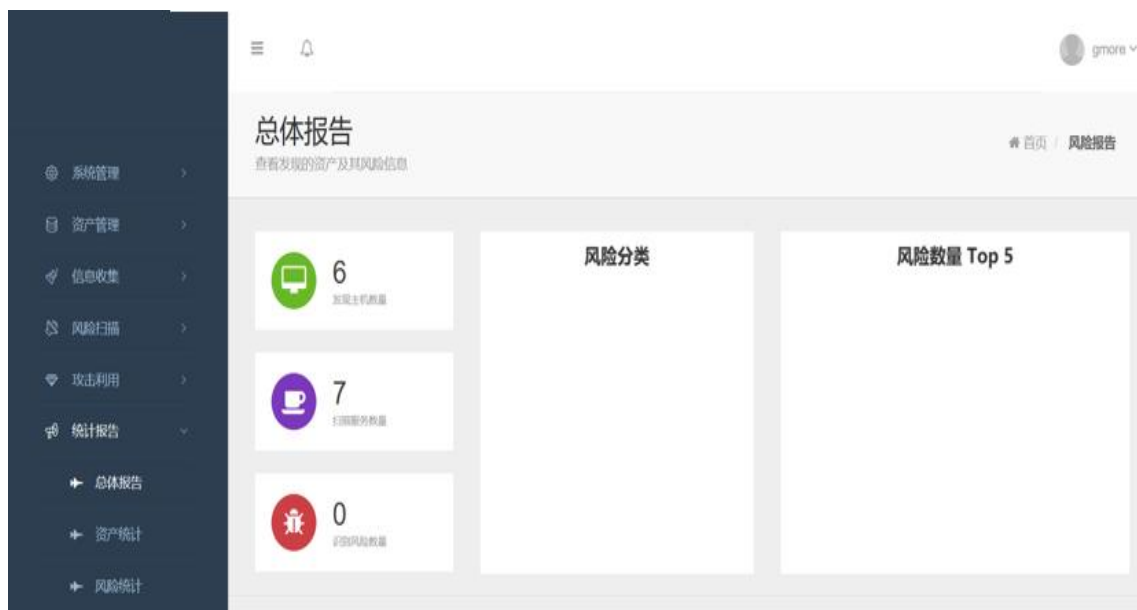 gmore
总体报告
查看发现的资产及其风险信息
首页 / 风险报告
系统管理
资产管理
信息收集
风险扫描
攻击利用
统计报告
总体报告
资产统计
风险统计
6
发现主机数量
7
扫描服务数量
0
识别风险数量
风险分类
风险数量 Top 5